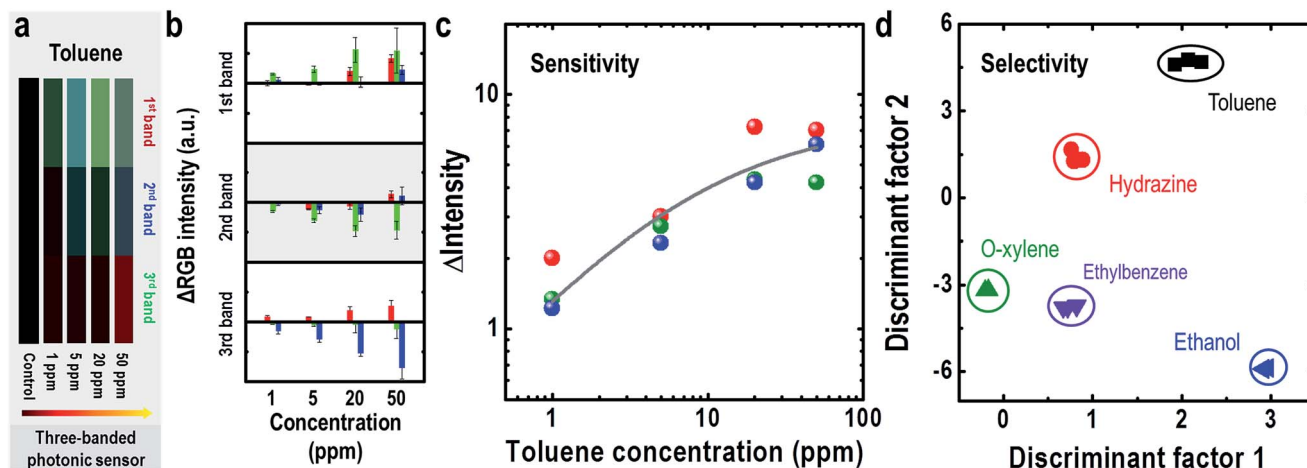 a
Toluene
1st band
2nd band
3rd band
Control
1 ppm
5 ppm
20 ppm
50 ppm
Three-banded
photonic sensor
b
ΔRGB intensity (a.u.)
1st band
2nd band
3rd band
1 5 20 50
Concentration
(ppm)
c
Sensitivity
ΔIntensity
10
1
1 10 100
Toluene concentration (ppm)
d
Selectivity
Discriminant factor 2
6
3
0
-3
-6
Toluene
Hydrazine
O-xylene
Ethylbenzene
Ethanol
0 1 2 3
Discriminant factor 1